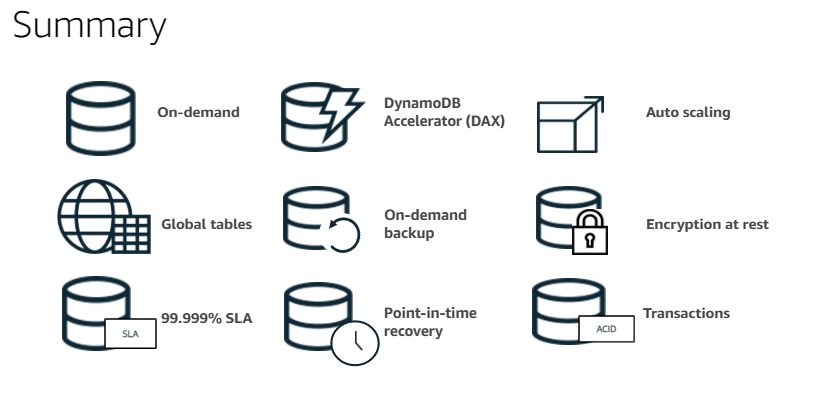 Summary
On-demand
DynamoDB
Accelerator (DAX)
Auto scaling
Global tables
On-demand
backup
Encryption at rest
SLA
99.999% SLA
Point-in-time
recovery
ACID
Transactions